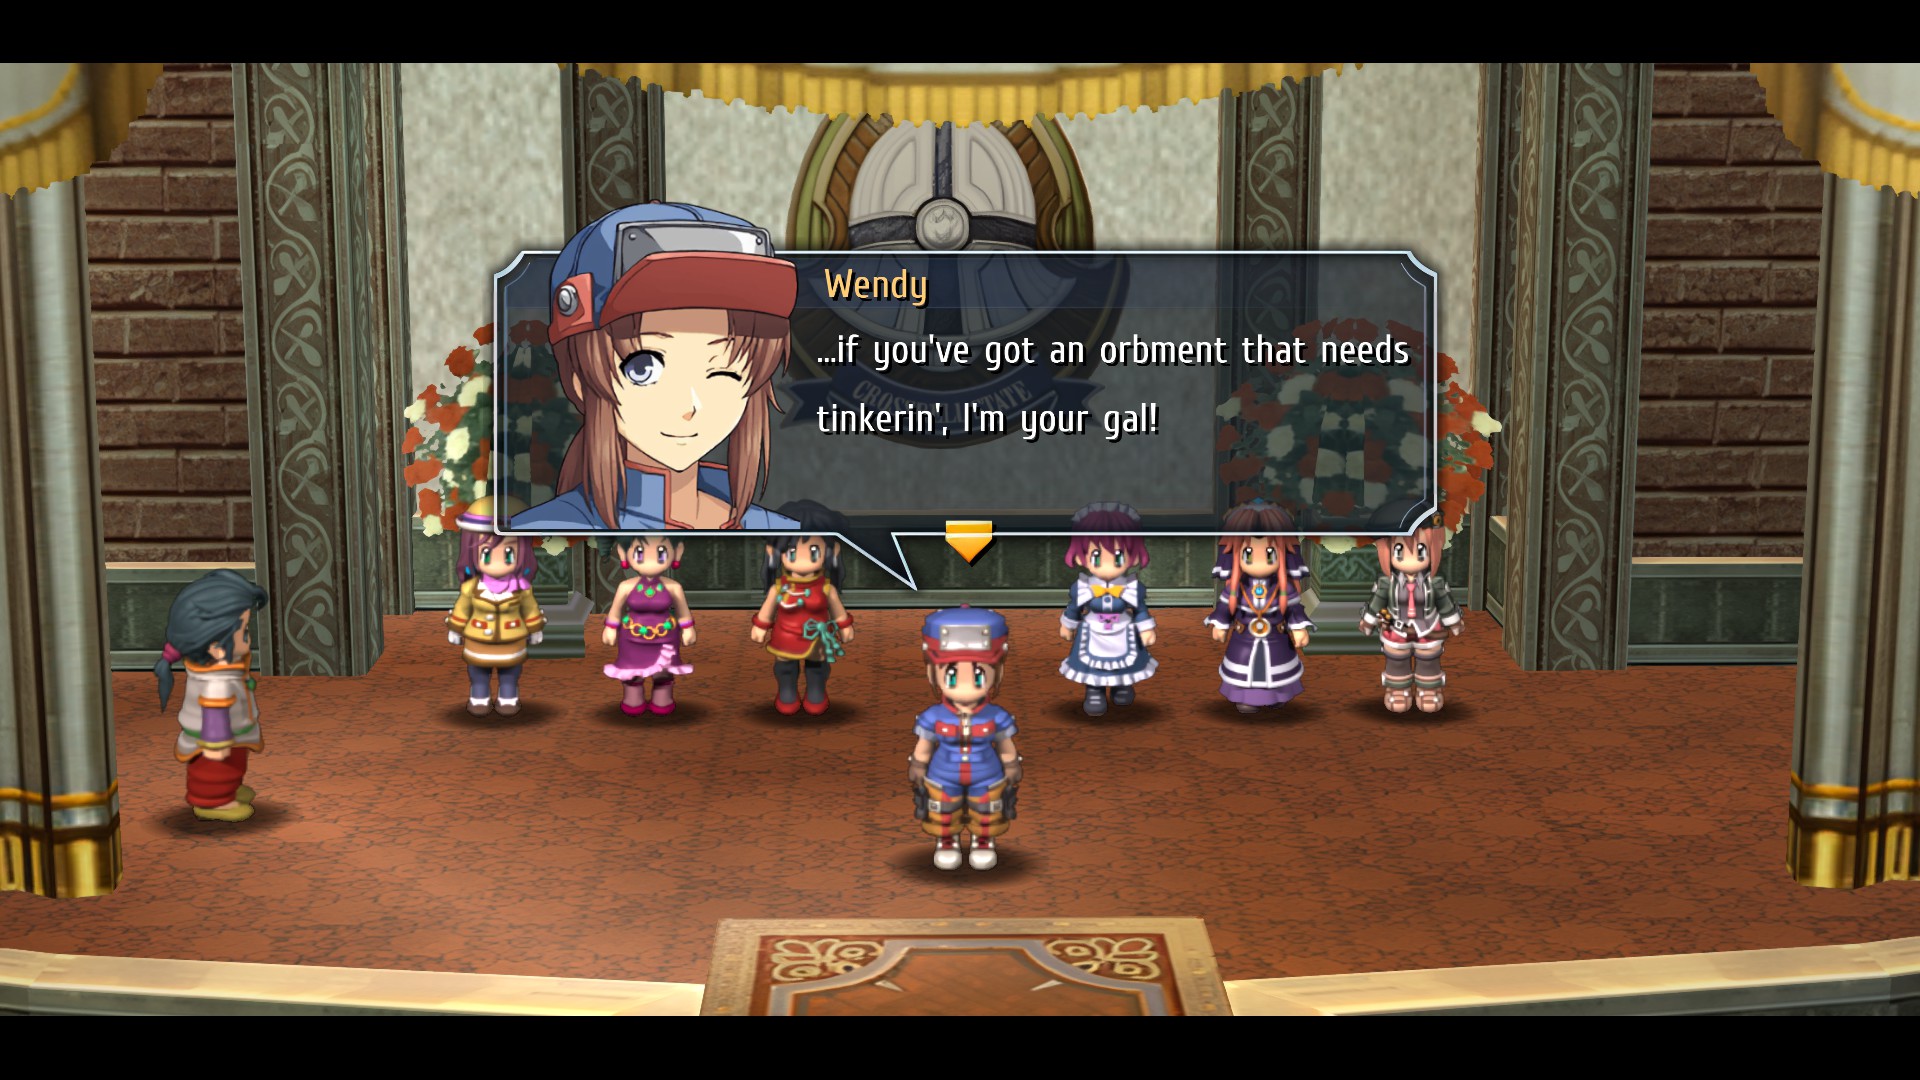 Wendy
...if you've got an orbment that needs
tinkerin', I'm your gal!